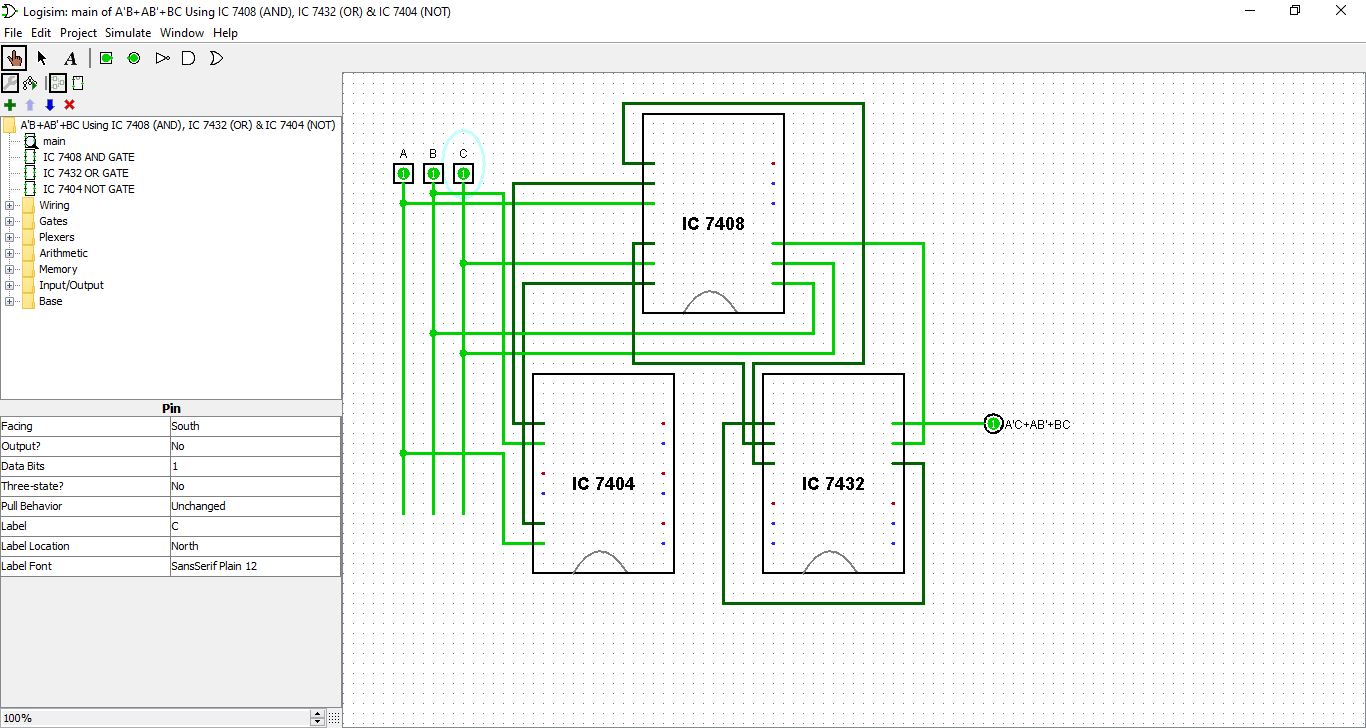 Logisim: main of A'B+AB'+BC Using IC 7408 (AND), IC 7432 (OR) & IC 7404 (NOT)
File Edit Project Simulate Window Help
A
A'B+AB'+BC Using IC 7408 (AND), IC 7432 (OR) & IC 7404 (NOT)
main
IC 7408 AND GATE
IC 7432 OR GATE
IC 7404 NOT GATE
Wiring
Gates
Plexers
Arithmetic
Memory
Input/Output
Base
Pin
Facing South
Output? No
Data Bits 1
Three-state? No
Pull Behavior Unchanged
Label C
Label Location North
Label Font SansSerif Plain 12
100%
A B C
1 1 1
IC 7408
IC 7404
IC 7432
1 A'C+AB'+BC